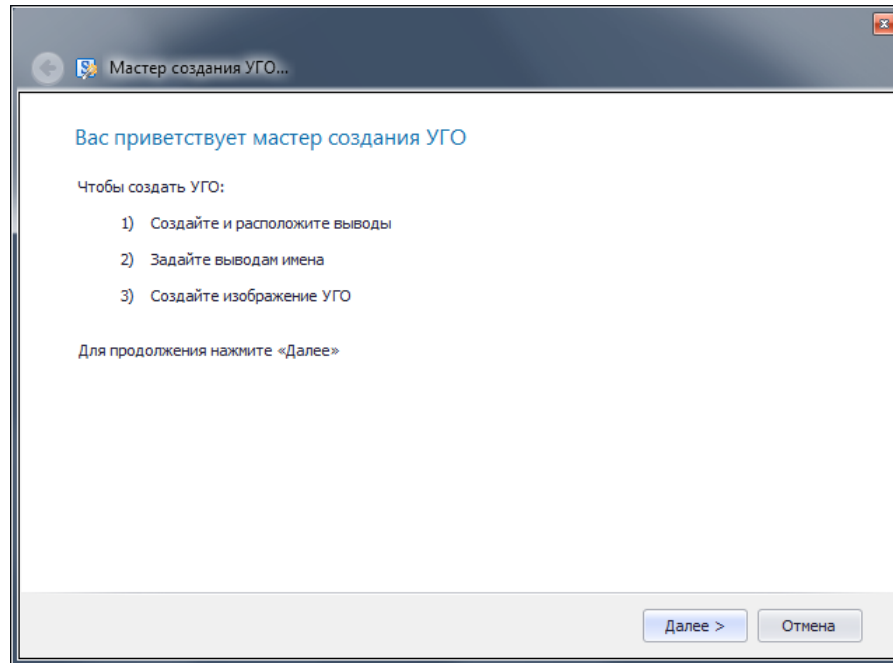 Мастер создания УГО...
Вас приветствует мастер создания УГО
Чтобы создать УГО:
1) Создайте и расположите выводы
2) Задайте выводам имена
3) Создайте изображение УГО
Для продолжения нажмите «Далее»
Далее > Отмена